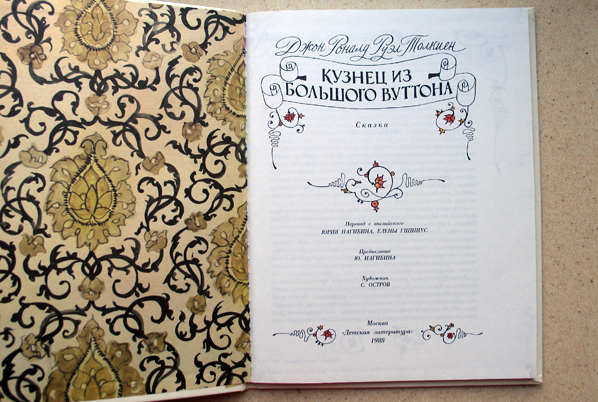 Джон Роналд Руэл Толкиен
КУЗНЕЦ ИЗ
БОЛЬШОГО ВУТТОНА
Сказка
Перевод с английского
ЮРИЯ НАГИБИНА, ЕЛЕНЫ ГИППИУС
Предисловие
Ю. НАГИБИНА
Художник
С. ОСТРОВ
Москва
«Детская литература»
1988